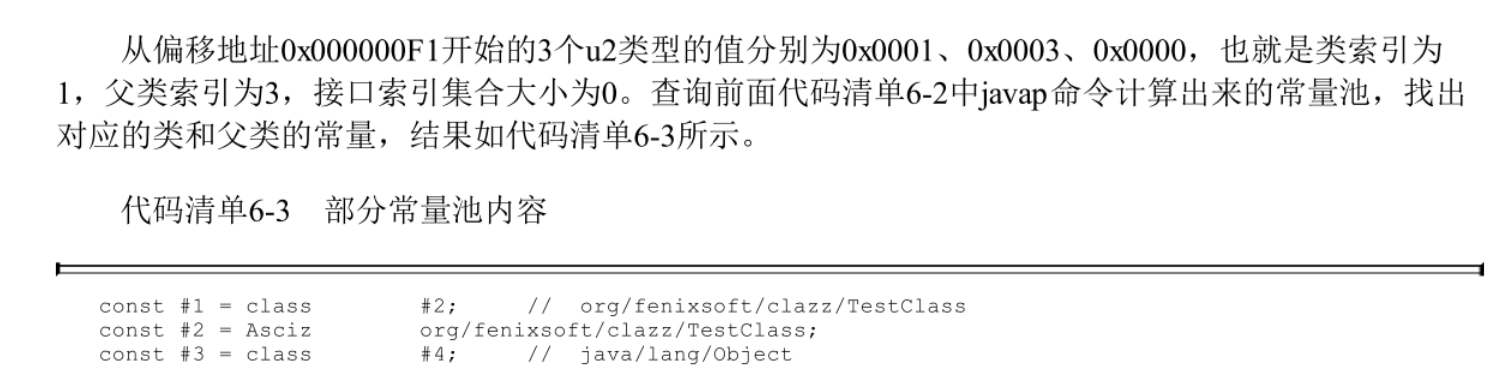 从偏移地址0x000000F1开始的3个u2类型的值分别为0x0001、0x0003、0x0000，也就是类索引为
1，父类索引为3，接口索引集合大小为0。查询前面代码清单6-2中javap命令计算出来的常量池，找出
对应的类和父类的常量，结果如代码清单6-3所示。
代码清单6-3 部分常量池内容
const #1 = class #2; // org/fenixsoft/clazz/TestClass
const #2 = Asciz org/fenixsoft/clazz/TestClass;
const #3 = class #4; // java/lang/Object